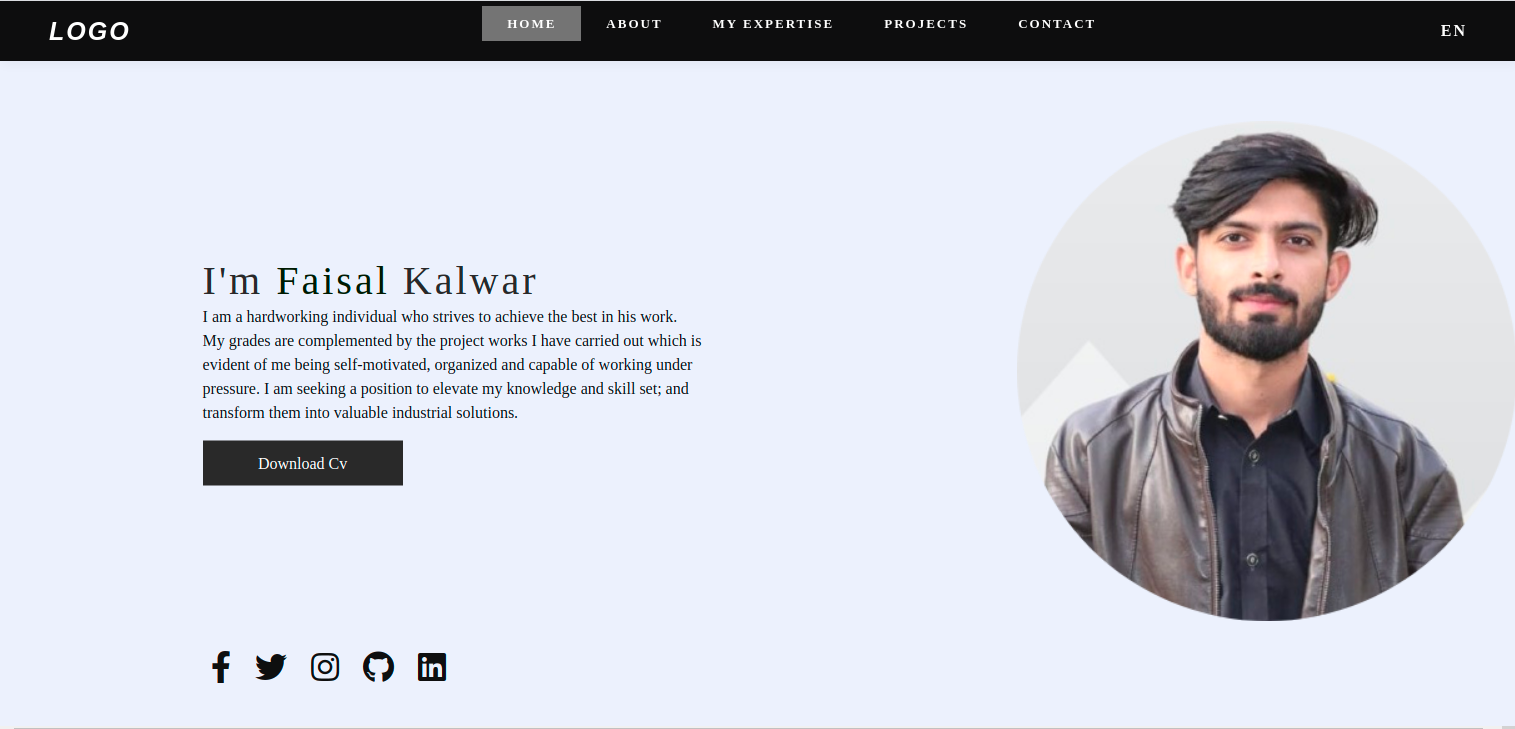 LOGO
HOME ABOUT MY EXPERTISE PROJECTS CONTACT
EN
I'm Faisal Kalwar
I am a hardworking individual who strives to achieve the best in his work.
My grades are complemented by the project works I have carried out which is
evident of me being self-motivated, organized and capable of working under
pressure. I am seeking a position to elevate my knowledge and skill set; and
transform them into valuable industrial solutions.
Download Cv